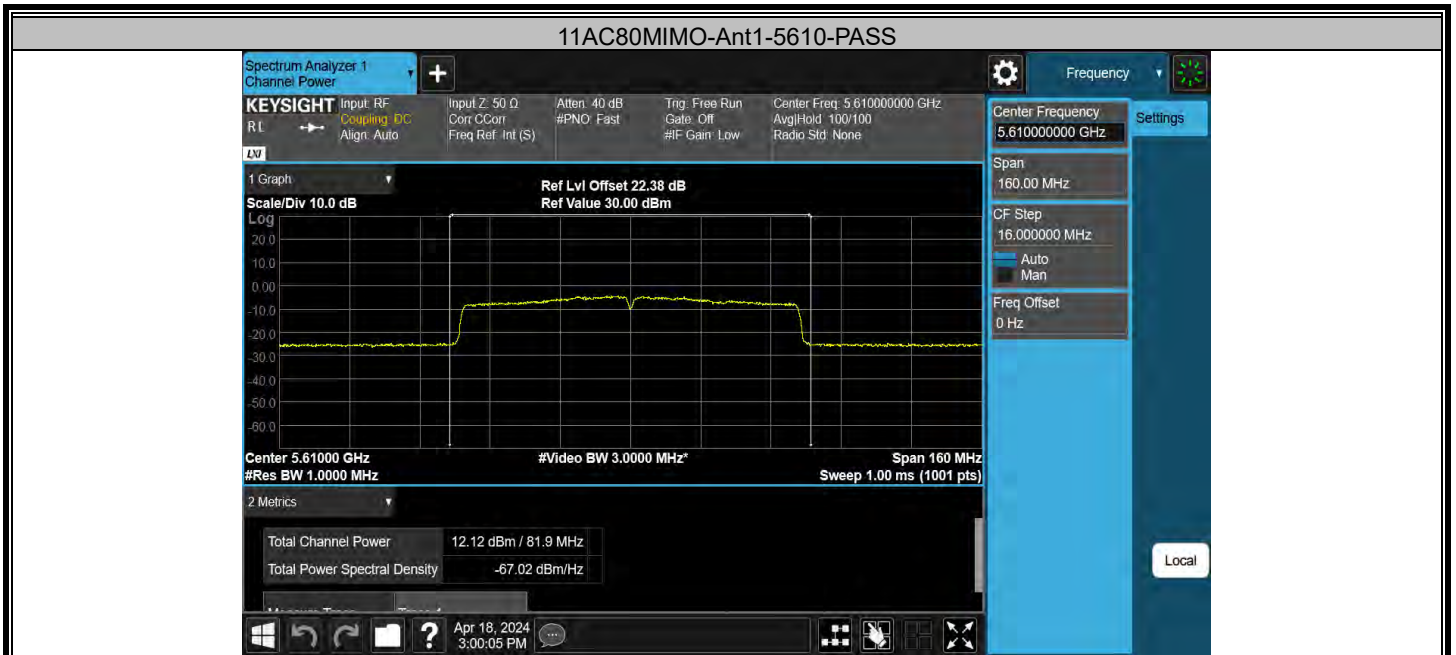 11AC80MIMO-Ant1-5610-PASS
Spectrum Analyzer 1
Channel Power
+
Frequency
KEYSIGHT
RL
LXI
Input: RF
Coupling: DC
Align: Auto
Input Z: 50 Ω
Corr CCorr
Freq Ref: Int (S)
Atten: 40 dB
#PNO: Fast
Trig: Free Run
Gate: Off
#IF Gain: Low
Center Freq: 5.610000000 GHz
Avg|Hold: 100/100
Radio Std: None
Center Frequency
5.610000000 GHz
Settings
Span
160.00 MHz
CF Step
16.000000 MHz
Auto
Man
Freq Offset
0 Hz
1 Graph
Scale/Div 10.0 dB
Ref Lvl Offset 22.38 dB
Ref Value 30.00 dBm
Log
20.0
10.0
0.00
-10.0
-20.0
-30.0
-40.0
-50.0
-60.0
Center 5.61000 GHz
#Video BW 3.0000 MHz*
Span 160 MHz
#Res BW 1.0000 MHz
Sweep 1.00 ms (1001 pts)
2 Metrics
Total Channel Power 12.12 dBm / 81.9 MHz
Total Power Spectral Density -67.02 dBm/Hz
Local
?
Apr 18, 2024
3:00:05 PM